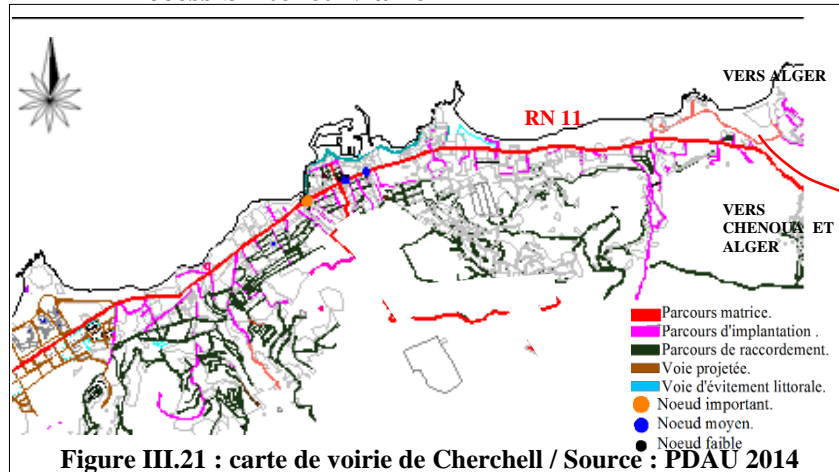 VERS ALGER
RN 11
VERS
CHENOUA ET
ALGER
Parcours matrice.
Parcours d'implantation .
Parcours de raccordement.
Voie projetée.
Voie d'évitement littorale.
Noeud important.
Noeud moyen.
Noeud faible
Figure III.21 : carte de voirie de Cherchell / Source : PDAU 2014